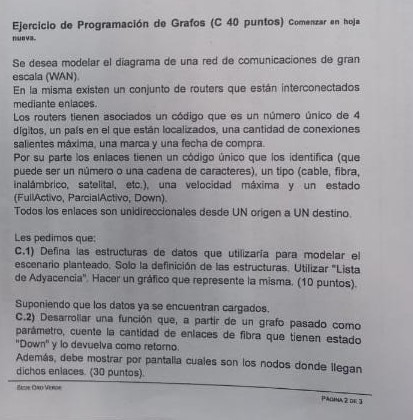 Ejercicio de Programación de Grafos (C 40 puntos) Comenzar en hoja
nueva.
Se desea modelar el diagrama de una red de comunicaciones de gran
escala (WAN).
En la misma existen un conjunto de routers que están interconectados
mediante enlaces.
Los routers tienen asociados un código que es un número único de 4
dígitos, un país en el que están localizados, una cantidad de conexiones
salientes máxima, una marca y una fecha de compra.
Por su parte los enlaces tienen un código único que los identifica (que
puede ser un número o una cadena de caracteres), un tipo (cable, fibra,
inalámbrico, satelital, etc.), una velocidad máxima y un estado
(FullActivo, ParcialActivo, Down).
Todos los enlaces son unidireccionales desde UN origen a UN destino.
Les pedimos que:
C.1) Defina las estructuras de datos que utilizaría para modelar el
escenario planteado. Solo la definición de las estructuras. Utilizar "Lista
de Adyacencia". Hacer un gráfico que represente la misma. (10 puntos).
Suponiendo que los datos ya se encuentran cargados.
C.2) Desarrollar una función que, a partir de un grafo pasado como
parámetro, cuente la cantidad de enlaces de fibra que tienen estado
"Down" y lo devuelva como retorno.
Además, debe mostrar por pantalla cuales son los nodos donde llegan
dichos enlaces. (30 puntos).
Sede Oro Verde
PÁGINA 2 DE 3